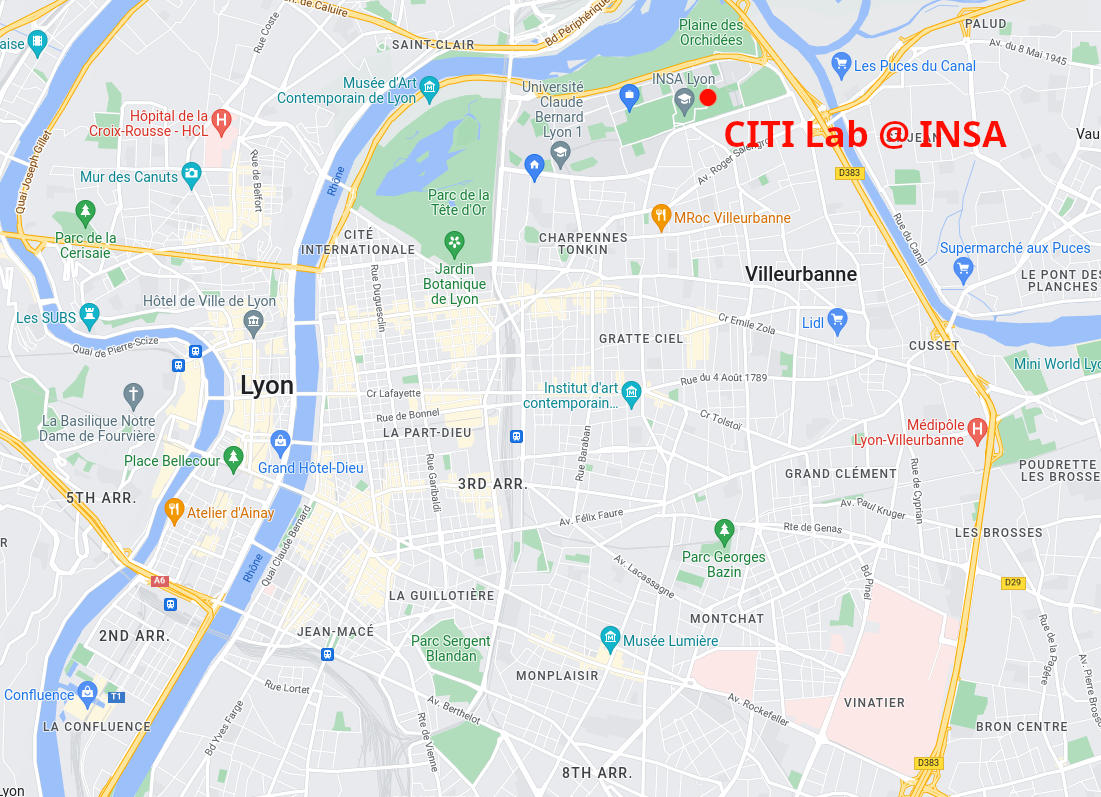 Rue Coste
Ch. de Caluire
Bd Périphérique
Plaine des
Orchidées
PALUD
Av. du 8 Mai 1945
aise
SAINT-CLAIR
Les Puces du Canal
Musée d'Art
Contemporain de Lyon
Université
Claude
Bernard
Lyon 1
INSA Lyon
Hôpital de la
Croix-Rousse - HCL
CITI Lab @ INSA
JEAN
Vau
Quai Joseph Gillet
Rue de Belfort
Rhône
Mur des Canuts
Av. Roger Salengro
D383
Parc de la
Tête d'Or
MRoc Villeurbanne
Parc de la
Cerisaie
CITÉ
INTERNATIONALE
CHARPENNES
TONKIN
Rue du Canal
Supermarché aux Puces
Jardin
Botanique
de Lyon
Villeurbanne
LE PONT DES
PLANCHES
Rue Duguesclin
Hôtel de Ville de Lyon
Les SUBS
Lidl
Cr Emile Zola
GRATTE CIEL
CUSSET
Quai de Pierre-Scize
Mini World Ly
Lyon
Cr Lafayette
Institut d'art
contemporain...
Rue du 4 Août 1789
La Basilique Notre
Dame de Fourvière
Rue de Bonnel
Cr Tolstoï
LA PART-DIEU
Médipôle
Lyon-Villeurbanne
Place Bellecour
Grand Hôtel-Dieu
Rue Garibaldi
Rue Baraban
GRAND CLÉMENT
Rue de Cyprian
POUDRETTE
LES BROSSE
3RD ARR.
5TH ARR.
Atelier d'Ainay
Av. Félix Faure
Av. Paul Kruger
Rte de Genas
LES BROSSES
R
Quai Claude Bernard
Rhône
Parc Georges
Bazin
A6
Av. Lacassagne
Bd Pinel
D29
LA GUILLOTIÈRE
2ND ARR.
JEAN-MACÉ
MONTCHAT
Parc Sergent
Blandan
Musée Lumière
Rue de la Pagère
Av. Pierre Brosso
MONPLAISIR
Rue Lortet
Confluence
T1
Av. Berthelot
Av. Rockefeller
VINATIER
LA CONFLUENCE
Bd Yves Farge
Rte de Vienne
BRON CENTRE
D383
8TH ARR.
Lyon